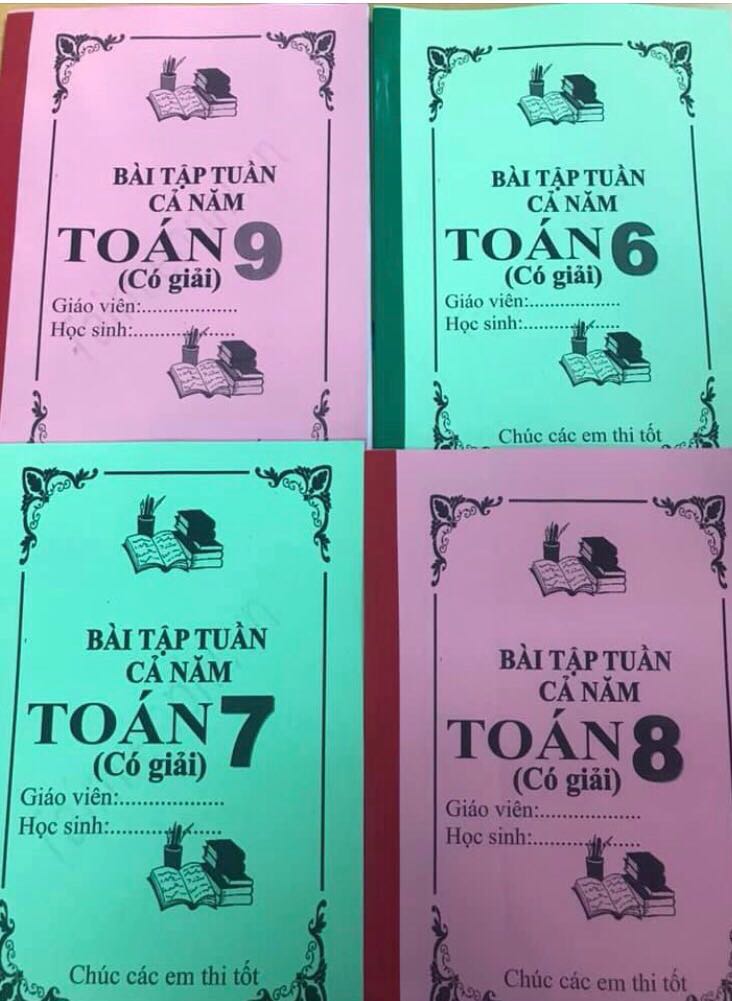 BÀI TẬP TUẦN
CẢ NĂM
TOÁN 9
(Có giải)
Giáo viên:..................
Học sinh:...................
BÀI TẬP TUẦN
CẢ NĂM
TOÁN 6
(Có giải)
Giáo viên:.................
Học sinh:..................
Chúc các em thi tốt
BÀI TẬP TUẦN
CẢ NĂM
TOÁN 7
(Có giải)
Giáo viên:...................
Học sinh:....................
Chúc các em thi tốt
BÀI TẬP TUẦN
CẢ NĂM
TOÁN 8
(Có giải)
Giáo viên:..................
Học sinh:...................
Chúc các em thi tốt